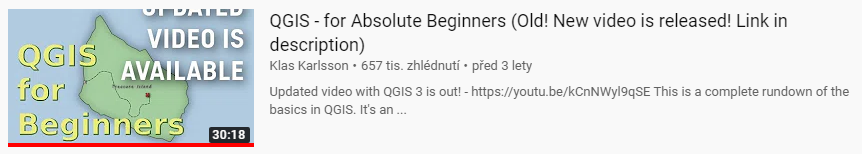 UPDATED
VIDEO IS
AVAILABLE
QGIS
for
Beginners
30:18
QGIS - for Absolute Beginners (Old! New video is released! Link in
description)
Klas Karlsson • 657 tis. zhlédnutí • před 3 lety
Updated video with QGIS 3 is out! - https://youtu.be/kCnNWyl9qSE This is a complete rundown of the
basics in QGIS. It's an ...